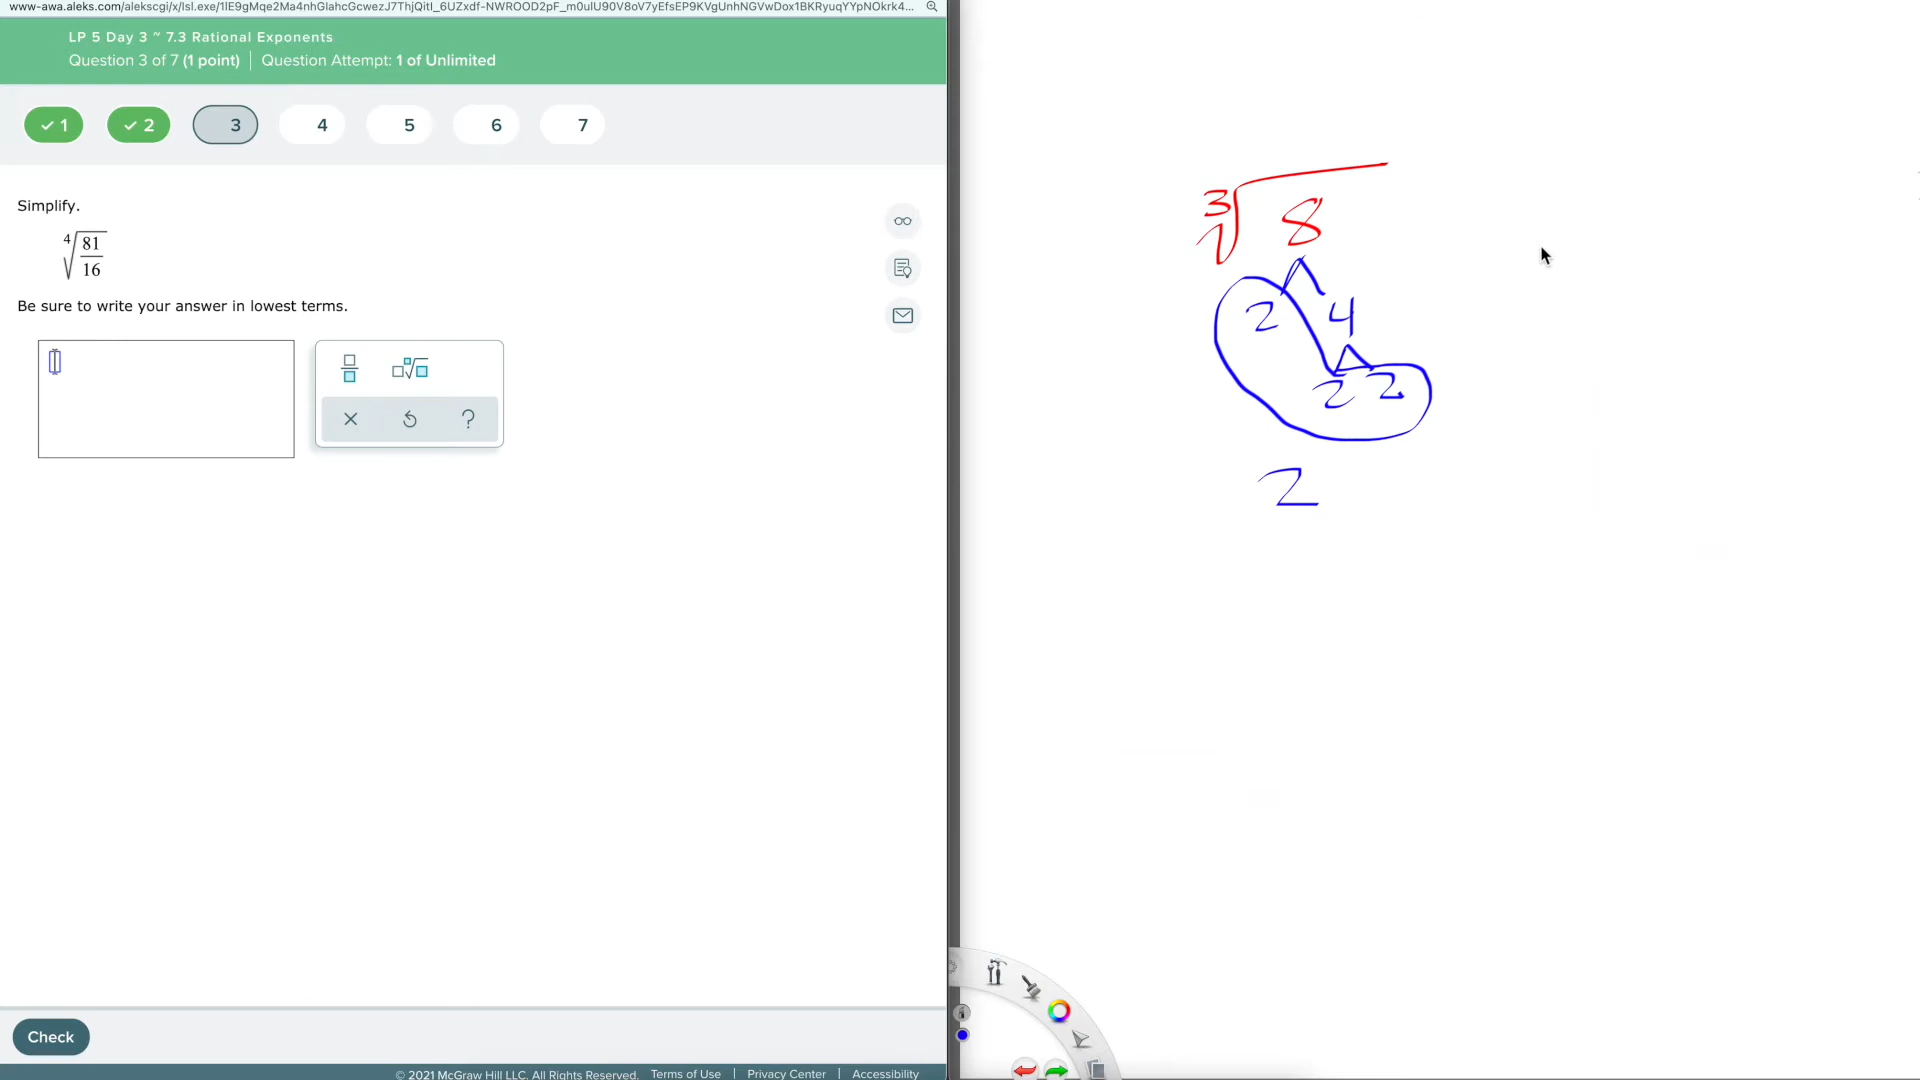 www-awa.aleks.com/alekscgi/x/Isl.exe/1IE9gMqe2Ma4nhGlahcGcwezJ7ThjQitI_6UZxdf-NWROOD2pF_m0uIU90V8oV7yEfsEP9KVgUnhNGVwDox1BKRyuqYYpNOkrk4...
LP 5 Day 3 ~ 7.3 Rational Exponents
Question 3 of 7 (1 point) | Question Attempt: 1 of Unlimited
✓ 1 ✓ 2 3 4 5 6 7
Simplify.
4√(81/16)
Be sure to write your answer in lowest terms.
3√8
2 4
2 2
2
Check
© 2021 McGraw Hill LLC. All Rights Reserved. Terms of Use | Privacy Center | Accessibility